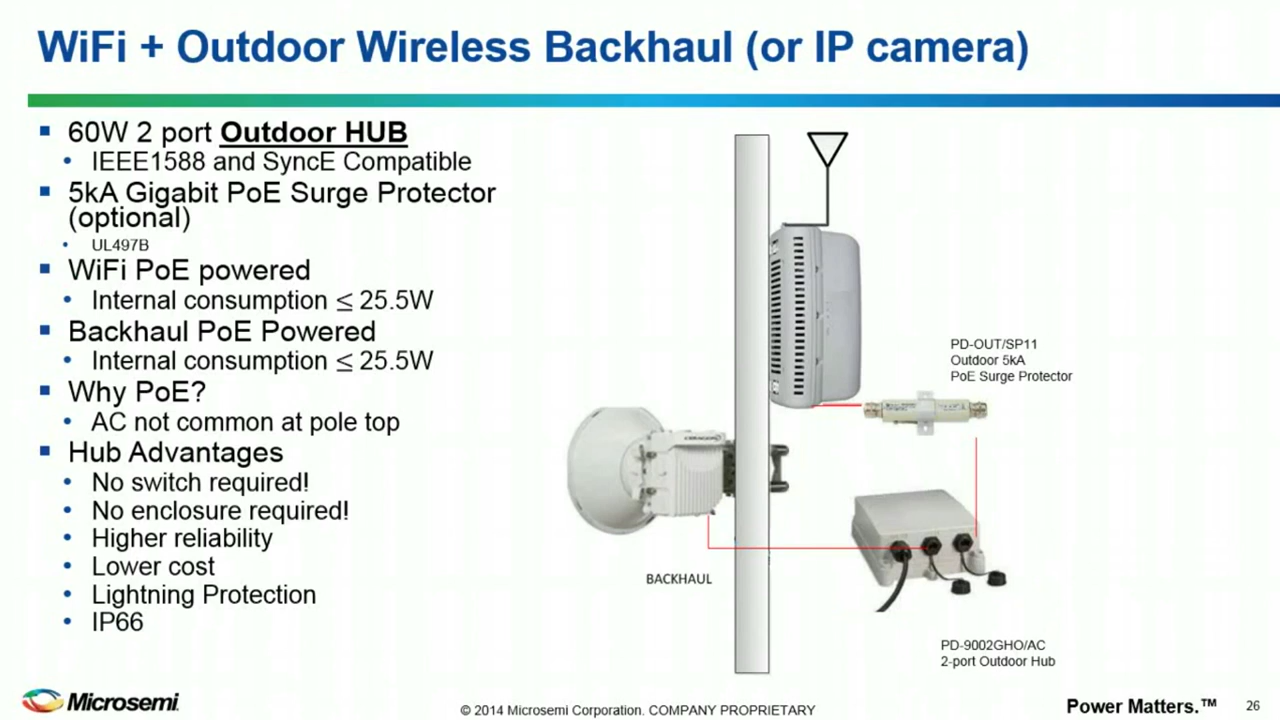 WiFi + Outdoor Wireless Backhaul (or IP camera)
60W 2 port Outdoor HUB
IEEE1588 and SyncE Compatible
5kA Gigabit PoE Surge Protector
(optional)
UL497B
WiFi PoE powered
Internal consumption ≤ 25.5W
Backhaul PoE Powered
Internal consumption ≤ 25.5W
Why PoE?
AC not common at pole top
Hub Advantages
No switch required!
No enclosure required!
Higher reliability
Lower cost
Lightning Protection
IP66
PD-OUT/SP11
Outdoor 5kA
PoE Surge Protector
BACKHAUL
PD-9002GHO/AC
2-port Outdoor Hub
Microsemi
© 2014 Microsemi Corporation. COMPANY PROPRIETARY
Power Matters.™
26